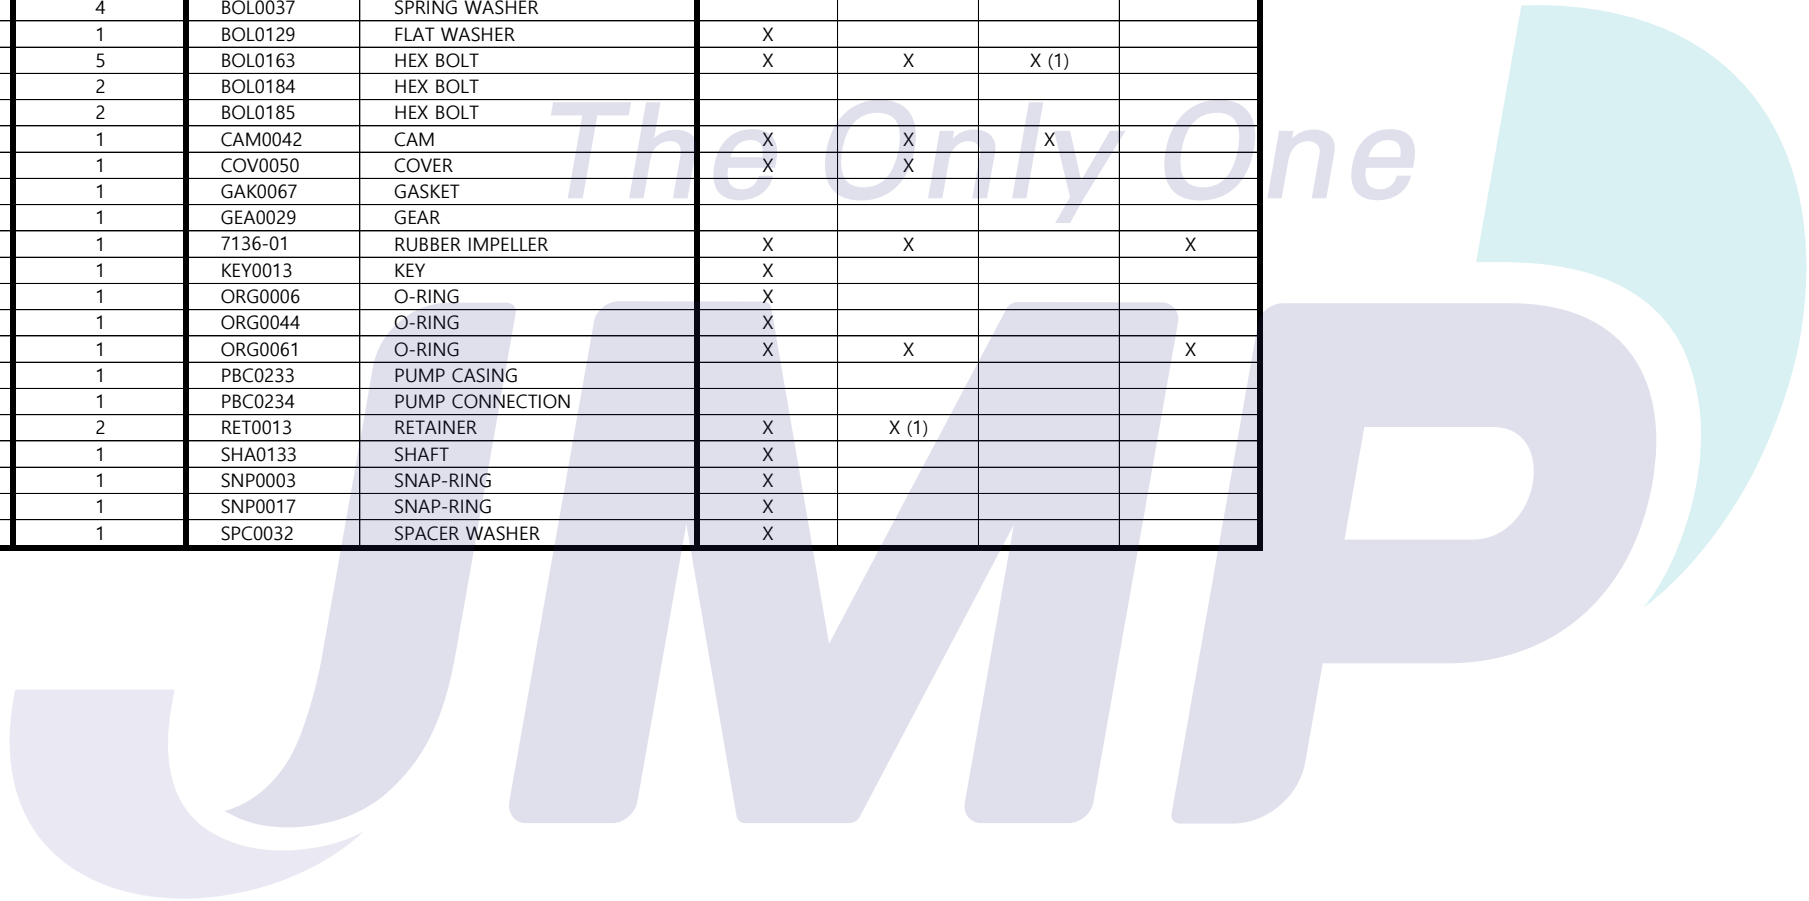 4 BOL0037 SPRING WASHER
1 BOL0129 FLAT WASHER X
5 BOL0163 HEX BOLT X X X (1)
2 BOL0184 HEX BOLT
2 BOL0185 HEX BOLT
1 CAM0042 CAM X X X
1 COV0050 COVER X X
1 GAK0067 GASKET
1 GEA0029 GEAR
1 7136-01 RUBBER IMPELLER X X X
1 KEY0013 KEY X
1 ORG0006 O-RING X
1 ORG0044 O-RING X
1 ORG0061 O-RING X X X
1 PBC0233 PUMP CASING
1 PBC0234 PUMP CONNECTION
2 RET0013 RETAINER X X (1)
1 SHA0133 SHAFT X
1 SNP0003 SNAP-RING X
1 SNP0017 SNAP-RING X
1 SPC0032 SPACER WASHER X
The Only One
JMP